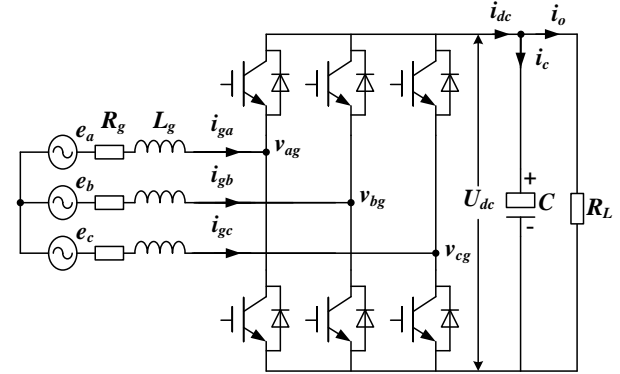 i_dc i_o
i_c
e_a R_g L_g i_ga v_ag
e_b i_gb v_bg
e_c i_gc v_cg
U_dc + C - R_L